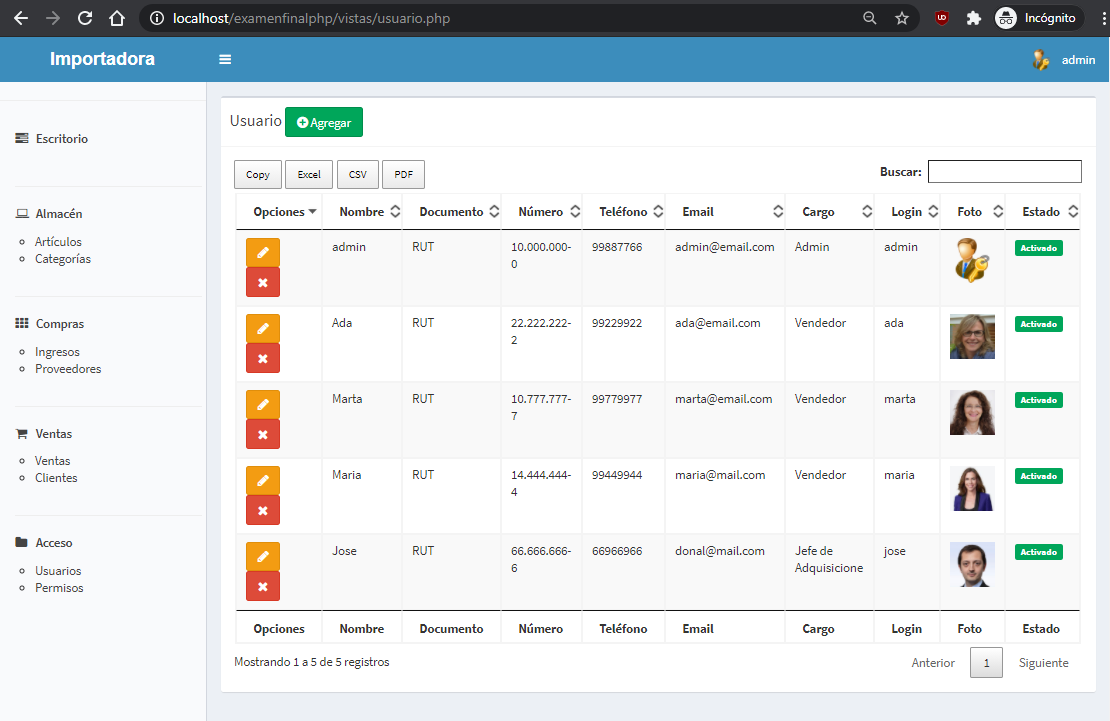 localhost/examenfinalphp/vistas/usuario.php
UD
Incógnito
Importadora
admin
Escritorio
Almacén
Artículos
Categorías
Compras
Ingresos
Proveedores
Ventas
Ventas
Clientes
Acceso
Usuarios
Permisos
Usuario Agregar
Copy Excel CSV PDF
Buscar:
Opciones Nombre Documento Número Teléfono Email Cargo Login Foto Estado
admin RUT 10.000.000- 99887766 admin@email.com Admin admin Activado
0
Ada RUT 22.222.222- 99229922 ada@email.com Vendedor ada Activado
2
Marta RUT 10.777.777- 99779977 marta@email.com Vendedor marta Activado
7
Maria RUT 14.444.444- 99449944 maria@mail.com Vendedor maria Activado
4
Jose RUT 66.666.666- 66966966 donal@mail.com Jefe de jose Activado
6 Adquisicione
Opciones Nombre Documento Número Teléfono Email Cargo Login Foto Estado
Mostrando 1 a 5 de 5 registros
Anterior 1 Siguiente